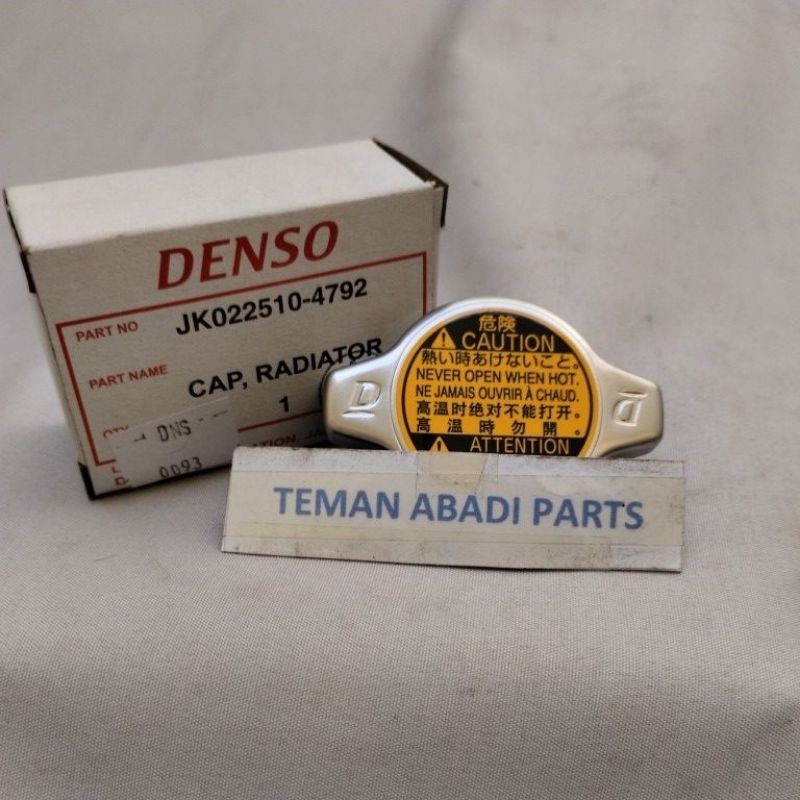 DENSO
PART NO
JK022510-4792
PART NAME
CAP, RADIATOR
1
DNS
0093
危険
CAUTION
熱い時あけないこと。
NEVER OPEN WHEN HOT.
NE JAMAIS OUVRIR À CHAUD.
高温时绝对不能打开。
高温時勿開。
ATTENTION
D
D
TEMAN ABADI PARTS